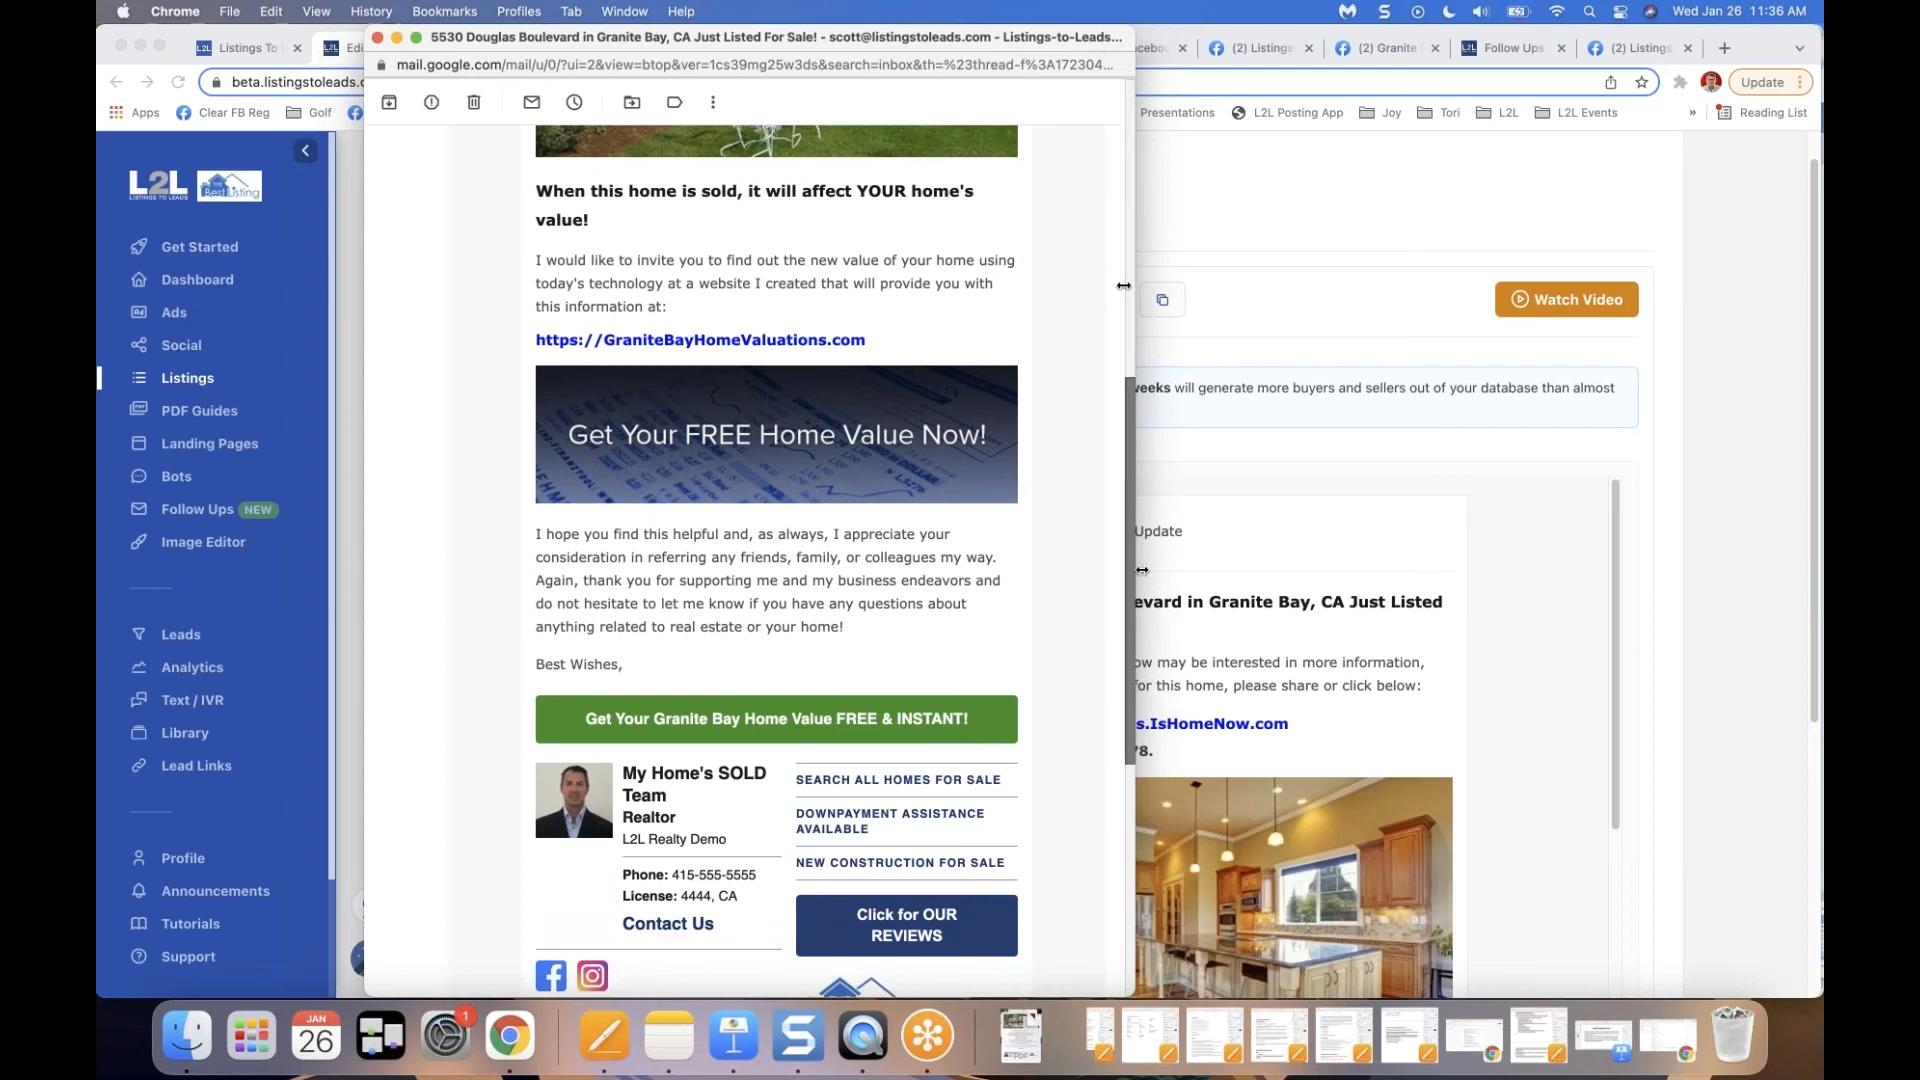 Chrome File Edit View History Bookmarks Profiles Tab Window Help
Wed Jan 26 11:36 AM
Listings To L
5530 Douglas Boulevard in Granite Bay, CA Just Listed For Sale! - scott@listingstoleads.com - Listings-to-Leads...
(2) Listings
(2) Granite
Follow Ups
(2) Listings
beta.listingstoleads.c
mail.google.com/mail/u/0/?ui=2&view=btop&ver=1cs39mg25w3ds&search=inbox&th=%23thread-f%3A172304...
Update
Apps Clear FB Reg Golf
Presentations L2L Posting App Joy Tori L2L L2L Events » Reading List
L2L
LISTINGS TO LEADS
Best Listing
Get Started
Dashboard
Ads
Social
Listings
PDF Guides
Landing Pages
Bots
Follow Ups NEW
Image Editor
Leads
Analytics
Text / IVR
Library
Lead Links
Profile
Announcements
Tutorials
Support
When this home is sold, it will affect YOUR home's
value!
I would like to invite you to find out the new value of your home using
today's technology at a website I created that will provide you with
this information at:
https://GraniteBayHomeValuations.com
Get Your FREE Home Value Now!
I hope you find this helpful and, as always, I appreciate your
consideration in referring any friends, family, or colleagues my way.
Again, thank you for supporting me and my business endeavors and
do not hesitate to let me know if you have any questions about
anything related to real estate or your home!
Best Wishes,
Get Your Granite Bay Home Value FREE & INSTANT!
My Home's SOLD
Team
Realtor
L2L Realty Demo
Phone: 415-555-5555
License: 4444, CA
Contact Us
SEARCH ALL HOMES FOR SALE
DOWNPAYMENT ASSISTANCE
AVAILABLE
NEW CONSTRUCTION FOR SALE
Click for OUR
REVIEWS
Watch Video
weeks will generate more buyers and sellers out of your database than almost
Update
evard in Granite Bay, CA Just Listed
ow may be interested in more information,
for this home, please share or click below:
s.IsHomeNow.com
78.
JAN
26
1
PDF